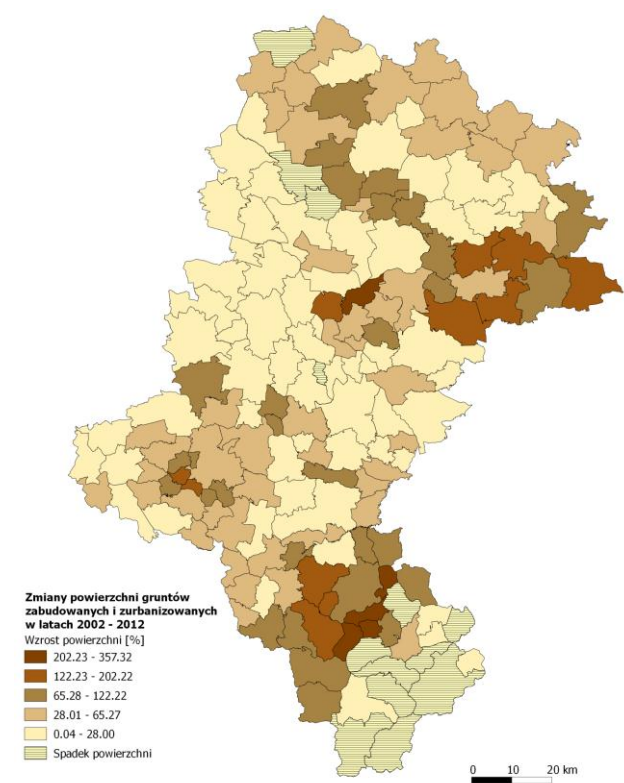 Zmiany powierzchni gruntów
zabudowanych i zurbanizowanych
w latach 2002 - 2012
Wzrost powierzchni [%]
202.23 - 357.32
122.23 - 202.22
65.28 - 122.22
28.01 - 65.27
0.04 - 28.00
Spadek powierzchni
0 10 20 km